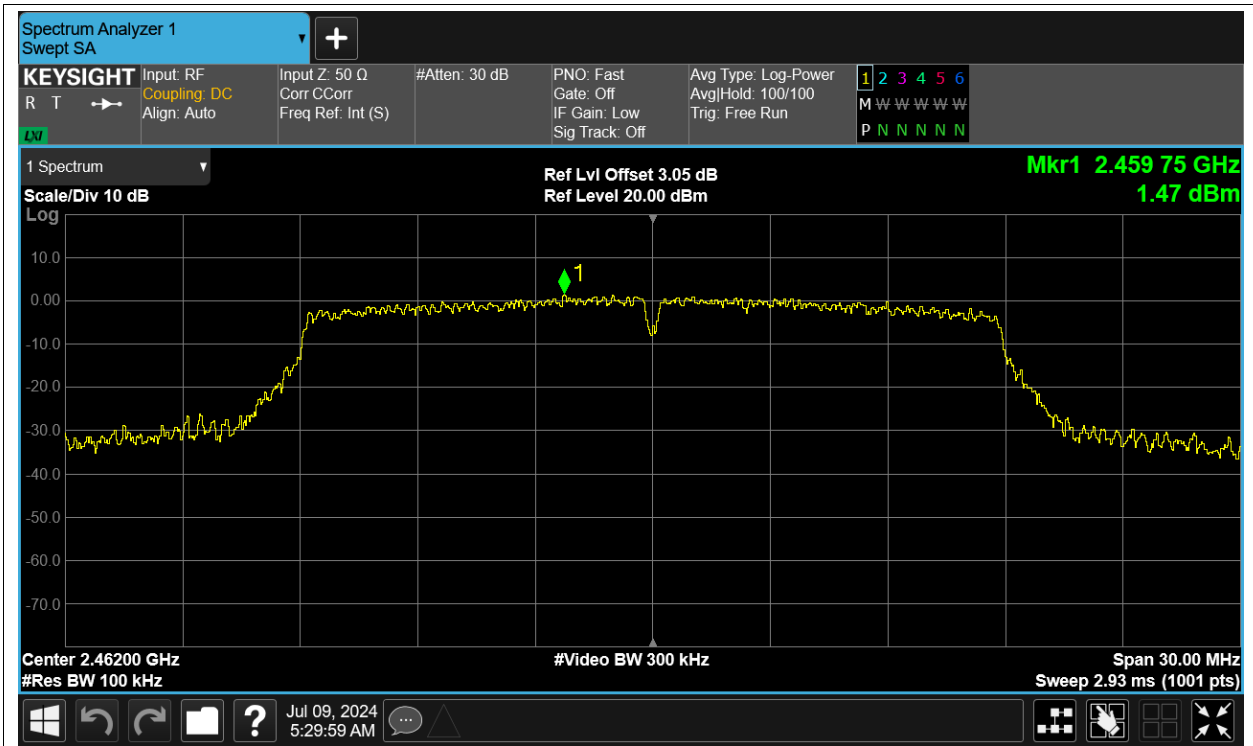 Spectrum Analyzer 1
Swept SA
KEYSIGHT
R T
LXI
Input: RF
Coupling: DC
Align: Auto
Input Z: 50 Ω
Corr CCorr
Freq Ref: Int (S)
#Atten: 30 dB
PNO: Fast
Gate: Off
IF Gain: Low
Sig Track: Off
Avg Type: Log-Power
Avg|Hold: 100/100
Trig: Free Run
1 2 3 4 5 6
M W W W W W
P N N N N N
1 Spectrum
Scale/Div 10 dB
Log
Ref Lvl Offset 3.05 dB
Ref Level 20.00 dBm
Mkr1 2.459 75 GHz
1.47 dBm
1
10.0
0.00
-10.0
-20.0
-30.0
-40.0
-50.0
-60.0
-70.0
Center 2.46200 GHz
#Video BW 300 kHz
Span 30.00 MHz
#Res BW 100 kHz
Sweep 2.93 ms (1001 pts)
?
Jul 09, 2024
5:29:59 AM